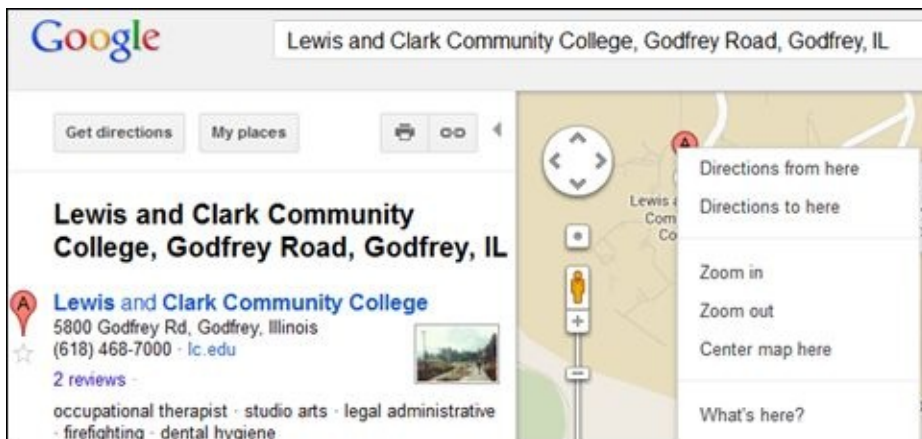 Google
Lewis and Clark Community College, Godfrey Road, Godfrey, IL
Get directions
My places
Lewis and Clark Community
College, Godfrey Road, Godfrey, IL
A
Lewis and Clark Community College
5800 Godfrey Rd, Godfrey, Illinois
(618) 468-7000 · lc.edu
2 reviews ·
occupational therapist · studio arts · legal administrative
· firefighting · dental hygiene
A
Lewis
Com
Co
Directions from here
Directions to here
Zoom in
Zoom out
Center map here
What's here?